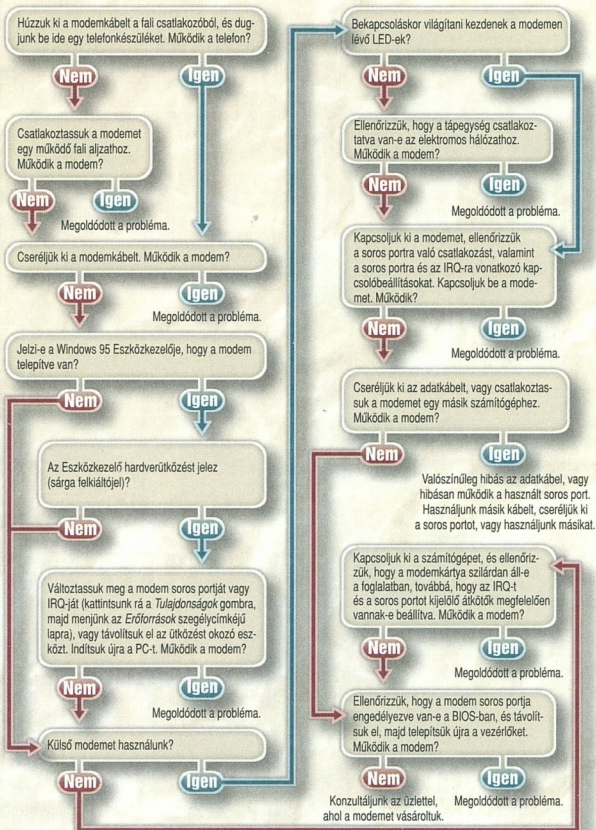 Húzzuk ki a modemkábelt a fali csatlakozóból, és dug-
junk be ide egy telefonkészüléket. Működik a telefon?
Nem
Igen
Csatlakoztassuk a modemet
egy működő fali aljzathoz.
Működik a modem?
Nem
Igen
Megoldódott a probléma.
Cseréljük ki a modemkábelt. Működik a modem?
Nem
Igen
Megoldódott a probléma.
Jelzi-e a Windows 95 Eszközkezelője, hogy a modem
telepítve van?
Nem
Igen
Az Eszközkezelő hardverütközést jelez
(sárga felkiáltójel)?
Nem
Igen
Változtassuk meg a modem soros portját vagy
IRQ-ját (kattintsunk rá a Tulajdonságok gombra,
majd menjünk az Erőforrások szegélycímkéjű
lapra), vagy távolítsuk el az ütközést okozó esz-
közt. Indítsuk újra a PC-t. Működik a modem?
Nem
Igen
Megoldódott a probléma.
Külső modemet használunk?
Nem
Igen
Bekapcsoláskor világítani kezdenek a modemen
lévő LED-ek?
Nem
Igen
Ellenőrizzük, hogy a tápegység csatlakoz-
tatva van-e az elektromos hálózathoz.
Működik a modem?
Nem
Igen
Megoldódott a probléma.
Kapcsoljuk ki a modemet, ellenőrizzük
a soros portra való csatlakozást, valamint
a soros portra és az IRQ-ra vonatkozó kap-
csolóbeállításokat. Kapcsoljuk be a mode-
met. Működik?
Nem
Igen
Megoldódott a probléma.
Cseréljük ki az adatkábelt, vagy csatlakoztas-
suk a modemet egy másik számítógéphez.
Működik a modem?
Nem
Igen
Valószínűleg hibás az adatkábel, vagy
hibásan működik a használt soros port.
Használjunk másik kábelt, cseréljük ki
a soros portot, vagy használjunk másikat.
Kapcsoljuk ki a számítógépet, és ellenőriz-
zük, hogy a modemkártya szilárdan áll-e
a foglalatban, továbbá, hogy az IRQ-t
és a soros portot kijelölő átkötők megfelelően
vannak-e beállítva. Működik a modem?
Nem
Igen
Megoldódott a probléma.
Ellenőrizzük, hogy a modem soros portja
engedélyezve van-e a BIOS-ban, és távolít-
suk el, majd telepítsük újra a vezérlőket.
Működik a modem?
Nem
Igen
Konzultáljunk az üzlettel,
ahol a modemet vásároltuk.
Megoldódott a probléma.